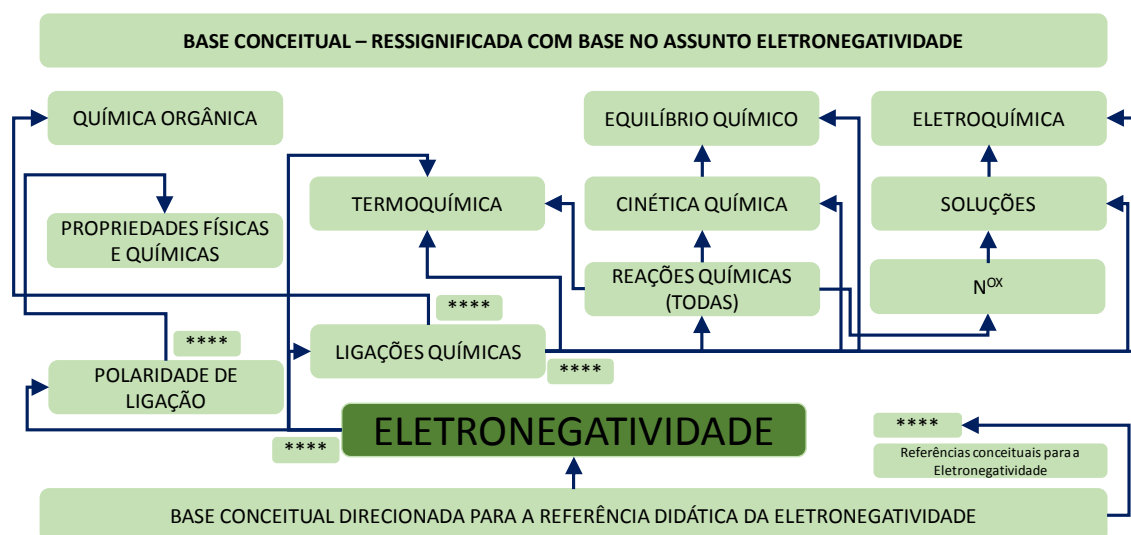 BASE CONCEITUAL – RESSIGNIFICADA COM BASE NO ASSUNTO ELETRONEGATIVIDADE
QUÍMICA ORGÂNICA
EQUILÍBRIO QUÍMICO
ELETROQUÍMICA
TERMOQUÍMICA
CINÉTICA QUÍMICA
SOLUÇÕES
PROPRIEDADES FÍSICAS
E QUÍMICAS
REAÇÕES QUÍMICAS
(TODAS)
N^OX
****
****
LIGAÇÕES QUÍMICAS
****
POLARIDADE DE
LIGAÇÃO
ELETRONEGATIVIDADE
****
****
Referências conceituais para a
Eletronegatividade
BASE CONCEITUAL DIRECIONADA PARA A REFERÊNCIA DIDÁTICA DA ELETRONEGATIVIDADE